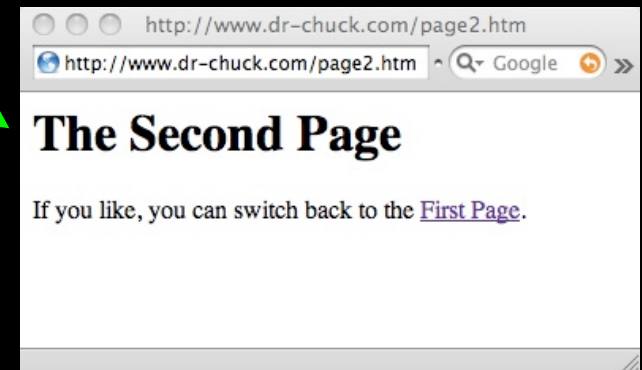 http://www.dr-chuck.com/page2.htm
http://www.dr-chuck.com/page2.htm Google
The Second Page
If you like, you can switch back to the First Page.